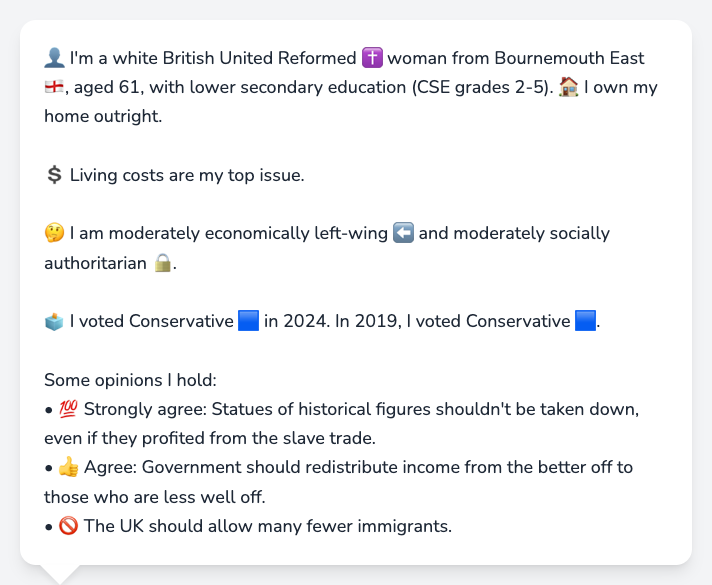 👤 I'm a white British United Reformed ✝️ woman from Bournemouth East
🏴󠁧󠁢󠁥󠁮󠁧󠁿, aged 61, with lower secondary education (CSE grades 2-5). 🏠 I own my
home outright.
💲 Living costs are my top issue.
🤔 I am moderately economically left-wing ⬅️ and moderately socially
authoritarian 🔒.
🗳️ I voted Conservative 🟦 in 2024. In 2019, I voted Conservative 🟦.
Some opinions I hold:
• 💯 Strongly agree: Statues of historical figures shouldn't be taken down,
even if they profited from the slave trade.
• 👍 Agree: Government should redistribute income from the better off to
those who are less well off.
• 🚫 The UK should allow many fewer immigrants.